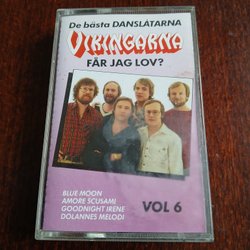 De bästa DANSLÅTARNA
VIKINGARNA
FÅR JAG LOV?
BLUE MOON
AMORE SCUSAMI
GOODNIGHT IRENE
DOLANNES MELODI
VOL 6